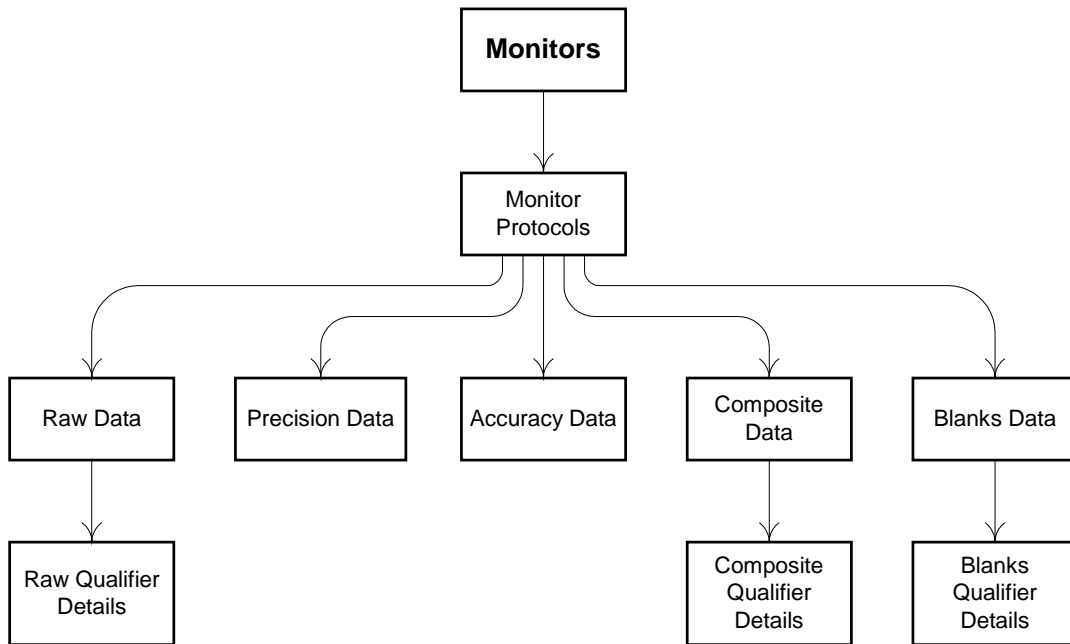 Monitors
Monitor
Protocols
Raw Data
Precision Data
Accuracy Data
Composite
Data
Blanks Data
Raw Qualifier
Details
Composite
Qualifier
Details
Blanks
Qualifier
Details